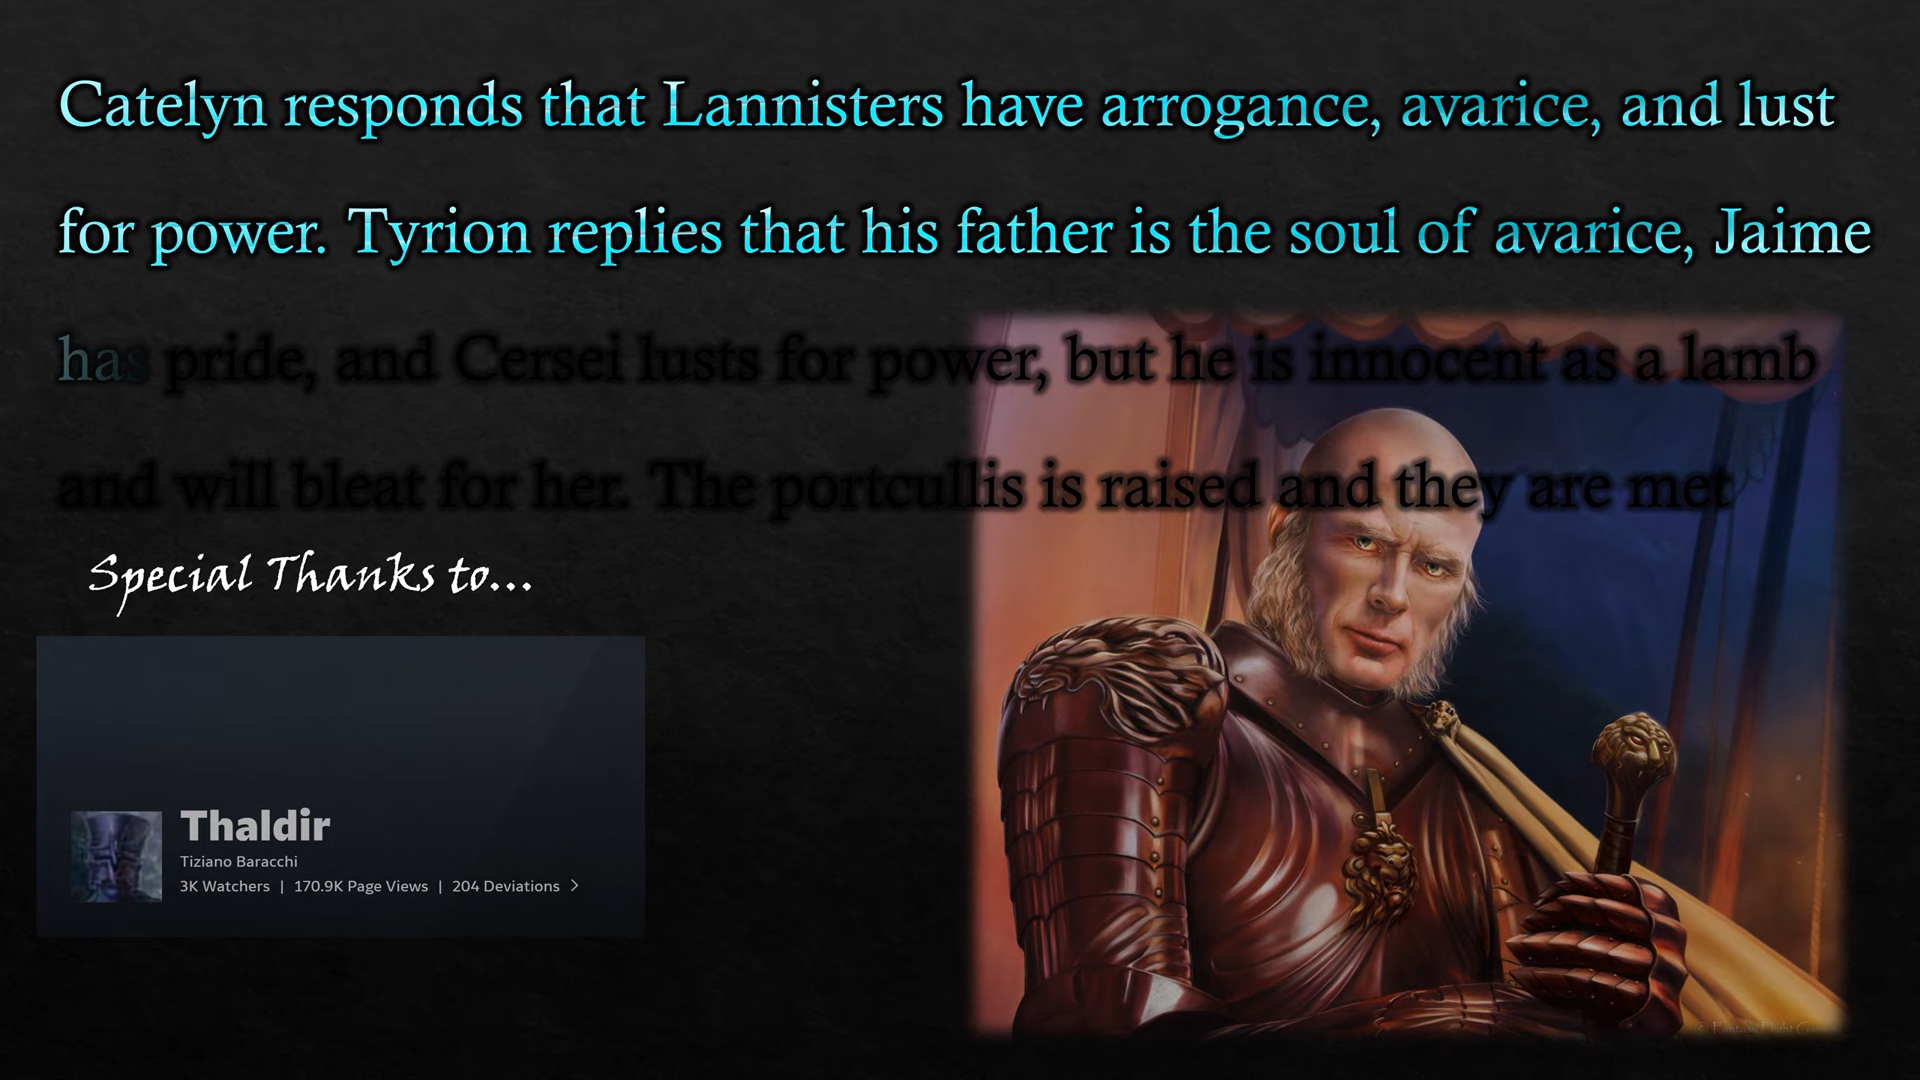 Catelyn responds that Lannisters have arrogance, avarice, and lust
for power. Tyrion replies that his father is the soul of avarice, Jaime
has pride, and Cersei lusts for power, but he is innocent as a lamb
and will bleat for her. The portcullis is raised and they are met
Special Thanks to...
Thaldir
Tiziano Baracchi
3K Watchers | 170.9K Page Views | 204 Deviations >
© Fantasy Flight